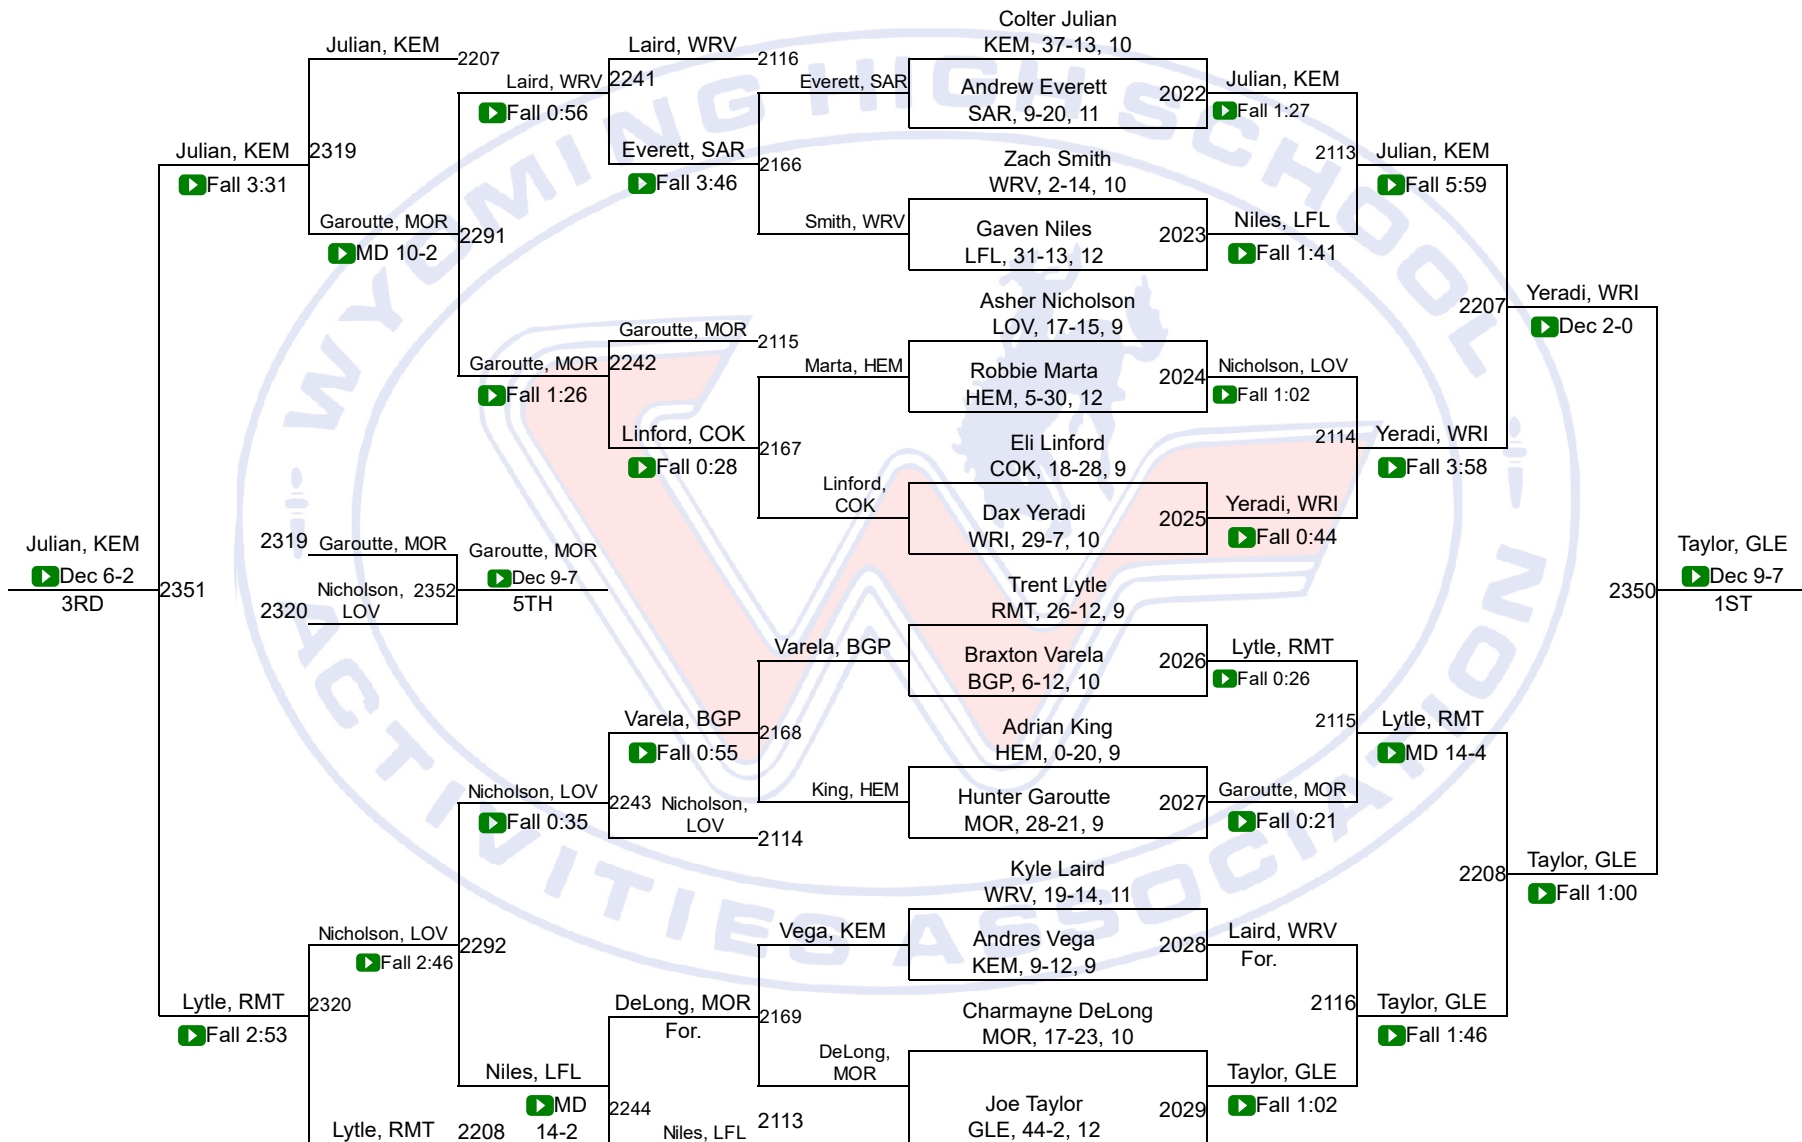 Colter Julian
KEM, 37-13, 10
Andrew Everett
SAR, 9-20, 11
2022
Zach Smith
WRV, 2-14, 10
Gaven Niles
LFL, 31-13, 12
2023
Asher Nicholson
LOV, 17-15, 9
Robbie Marta
HEM, 5-30, 12
2024
Eli Linford
COK, 18-28, 9
Dax Yeradi
WRI, 29-7, 10
2025
Trent Lytle
RMT, 26-12, 9
Braxton Varela
BGP, 6-12, 10
2026
Adrian King
HEM, 0-20, 9
Hunter Garoutte
MOR, 28-21, 9
2027
Kyle Laird
WRV, 19-14, 11
Andres Vega
KEM, 9-12, 9
2028
Charmayne DeLong
MOR, 17-23, 10
Joe Taylor
GLE, 44-2, 12
2029
Julian, KEM
Fall 1:27
2113
Niles, LFL
Fall 1:41
Nicholson, LOV
Fall 1:02
2114
Yeradi, WRI
Fall 0:44
Lytle, RMT
Fall 0:26
2115
Garoutte, MOR
Fall 0:21
Laird, WRV
For.
2116
Taylor, GLE
Fall 1:02
Julian, KEM
Fall 5:59
2207
Yeradi, WRI
Fall 3:58
Lytle, RMT
MD 14-4
2208
Taylor, GLE
Fall 1:46
Yeradi, WRI
Dec 2-0
2350
Taylor, GLE
Fall 1:00
Taylor, GLE
Dec 9-7
1ST
Everett, SAR
2166
Smith, WRV
Marta, HEM
2167
Linford,
COK
Varela, BGP
2168
King, HEM
Vega, KEM
2169
DeLong,
MOR
Laird, WRV
2116
2241
Everett, SAR
Fall 3:46
Garoutte, MOR
2115
2242
Linford, COK
Fall 0:28
Varela, BGP
Fall 0:55
2243
Nicholson,
LOV
2114
DeLong, MOR
For.
2244
Niles, LFL
2113
Laird, WRV
Fall 0:56
2291
Garoutte, MOR
Fall 1:26
Nicholson, LOV
Fall 0:35
2292
Niles, LFL
MD
14-2
Julian, KEM
2207
2319
Garoutte, MOR
MD 10-2
Nicholson, LOV
Fall 2:46
2320
Lytle, RMT
2208
Julian, KEM
Fall 3:31
2351
Lytle, RMT
Fall 2:53
Julian, KEM
Dec 6-2
3RD
2319
Garoutte, MOR
2320
Nicholson,
LOV
2352
Garoutte, MOR
Dec 9-7
5TH
WYOMING HIGH SCHOOL
ACTIVITIES ASSOCIATION